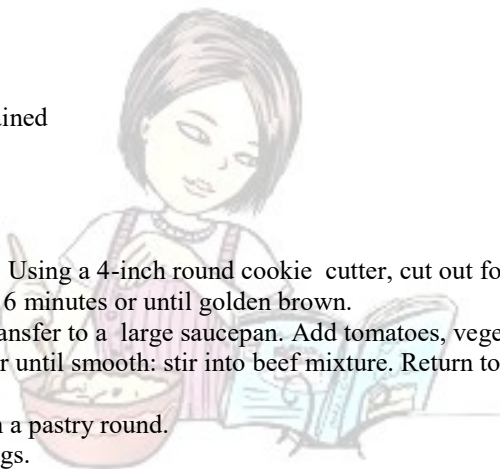 ined
Using a 4-inch round cookie cutter, cut out fo
6 minutes or until golden brown.
ansfer to a large saucepan. Add tomatoes, vege
r until smooth: stir into beef mixture. Return to
a pastry round.
gs.